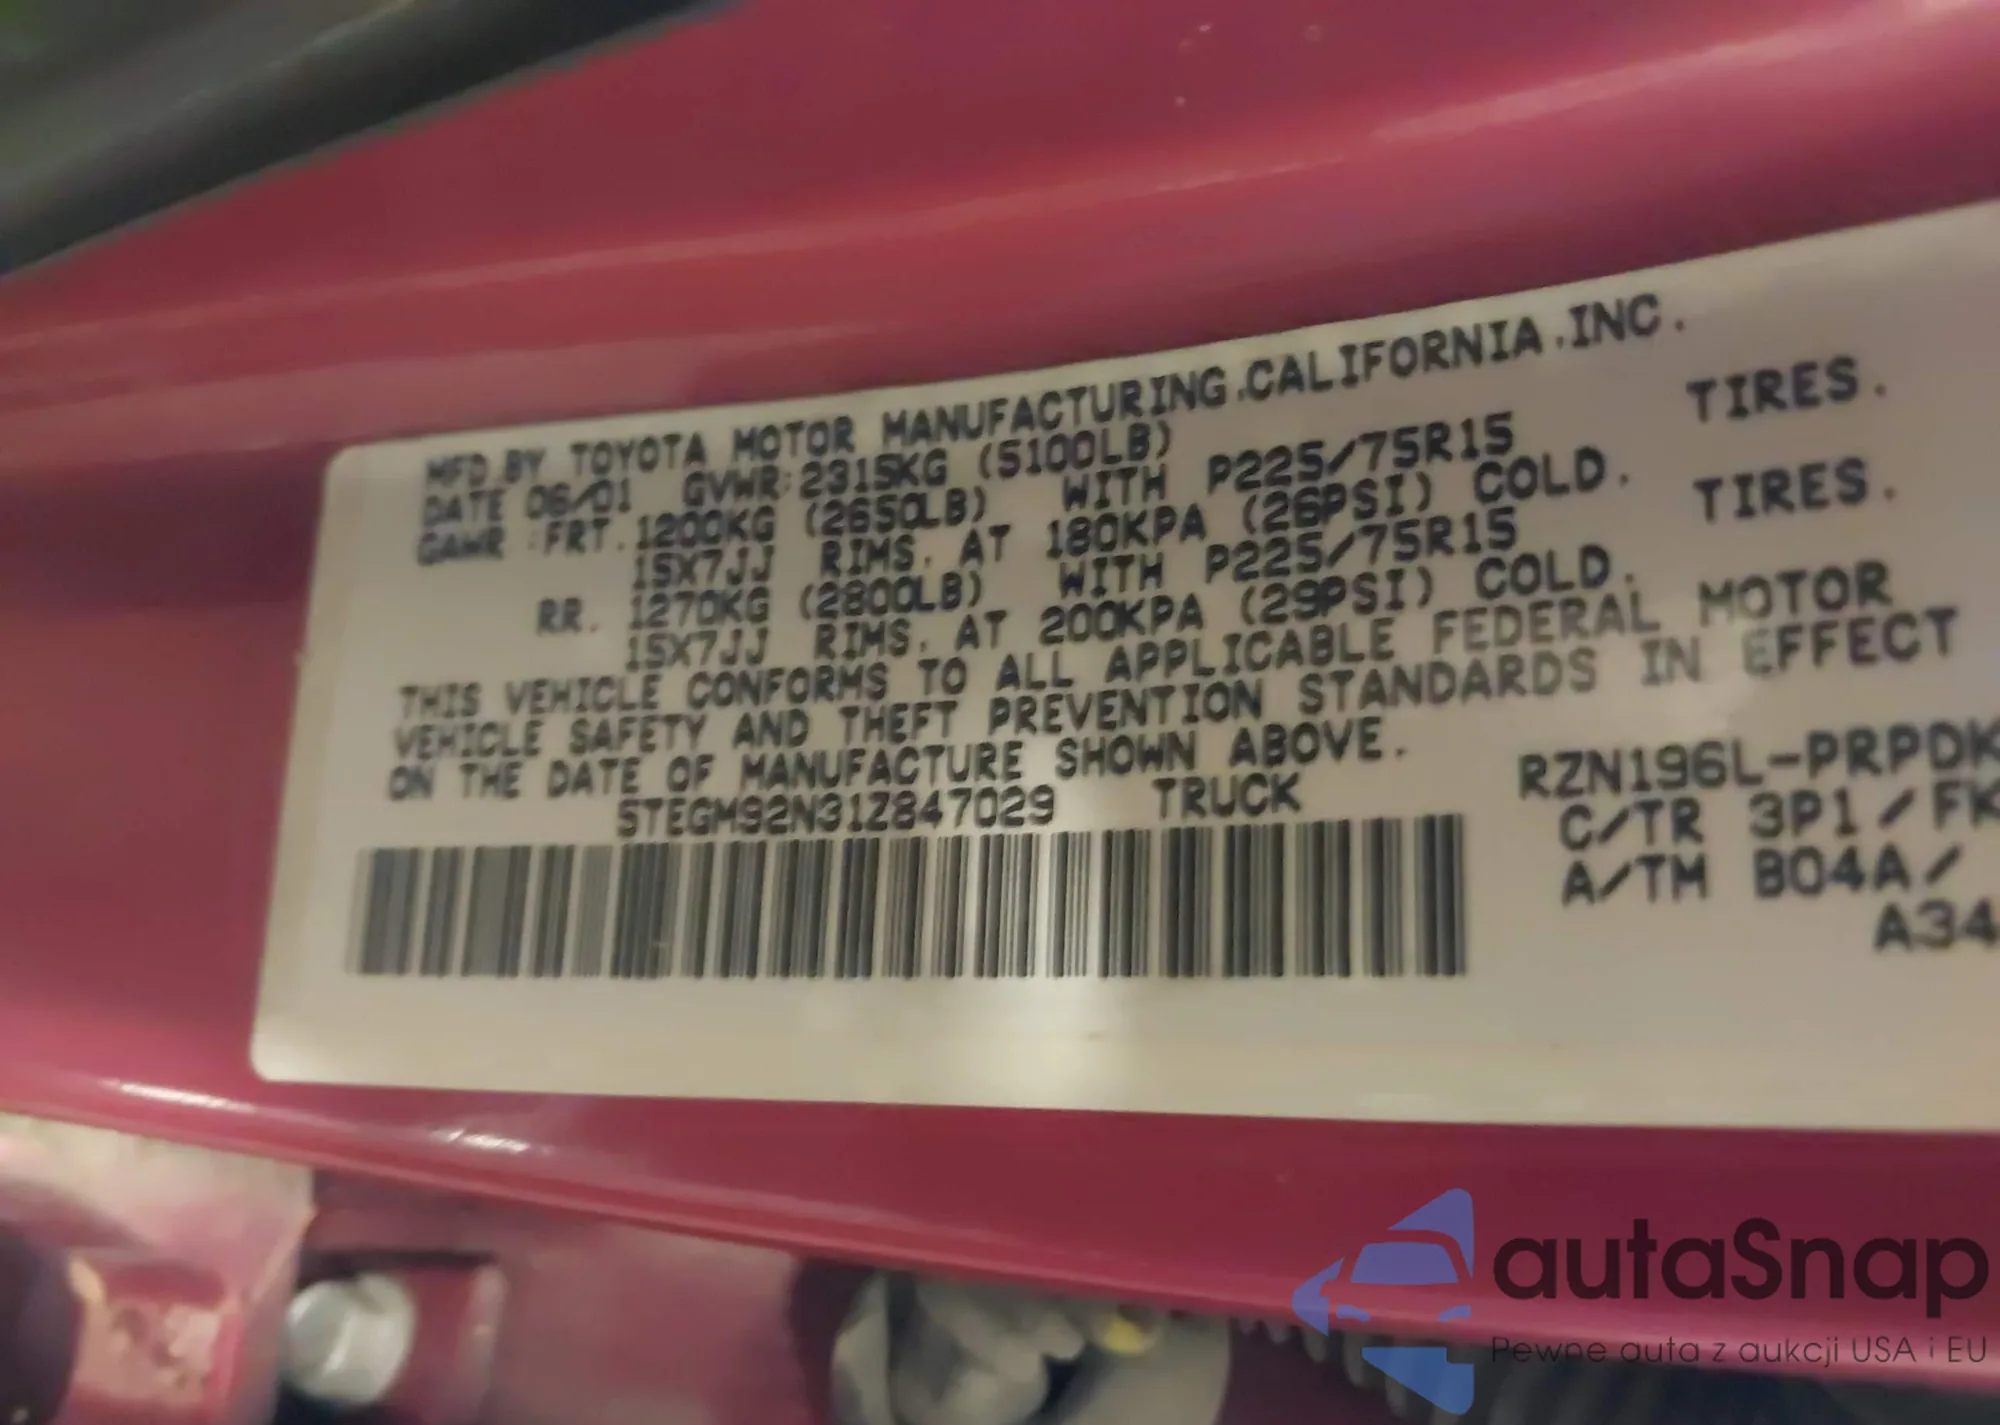 MFD.BY TOYOTA MOTOR MANUFACTURING.CALIFORNIA.INC.
DATE 06/01 GVWR:2315KG (5100LB)
GAWR:FRT.1200KG (2650LB) WITH P225/75R15 TIRES.
15X7JJ RIMS. AT 180KPA (26PSI) COLD.
RR. 1270KG (2800LB) WITH P225/75R15 TIRES.
15X7JJ RIMS. AT 200KPA (29PSI) COLD.
THIS VEHICLE CONFORMS TO ALL APPLICABLE FEDERAL MOTOR
VEHICLE SAFETY AND THEFT PREVENTION STANDARDS IN EFFECT
ON THE DATE OF MANUFACTURE SHOWN ABOVE.
5TEGM92N31Z847029 TRUCK
RZN196L-PRPDK
C/TR 3P1/FK
A/TM B04A/
A34
autaSnap
Pewne auta z aukcji USA i EU